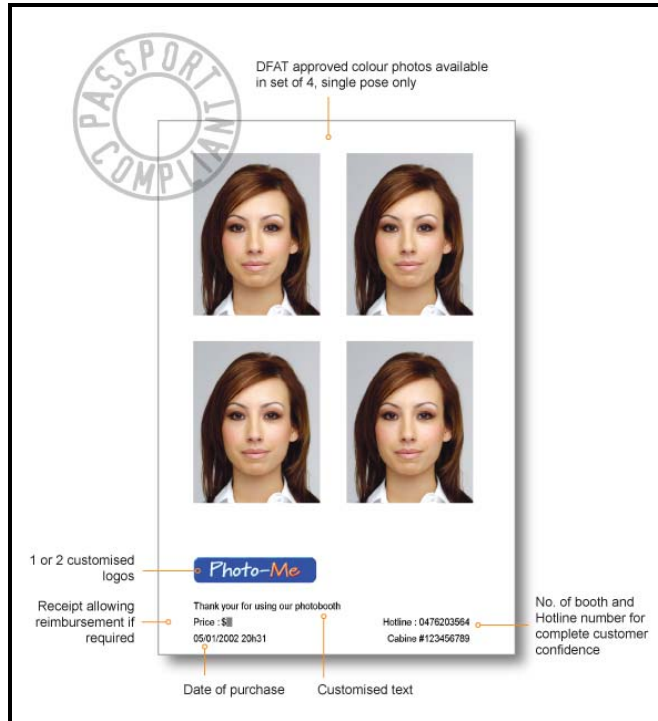 PASSPORT IN COMPLIAN
DFAT approved colour photos available
in set of 4, single pose only
1 or 2 customised
logos
Photo-Me
Receipt allowing
reimbursement if
required
Thank your for using our photobooth
Price : $
05/01/2002 20h31
Hotline : 0476203564
Cabine #123456789
No. of booth and
Hotline number for
complete customer
confidence
Date of purchase
Customised text